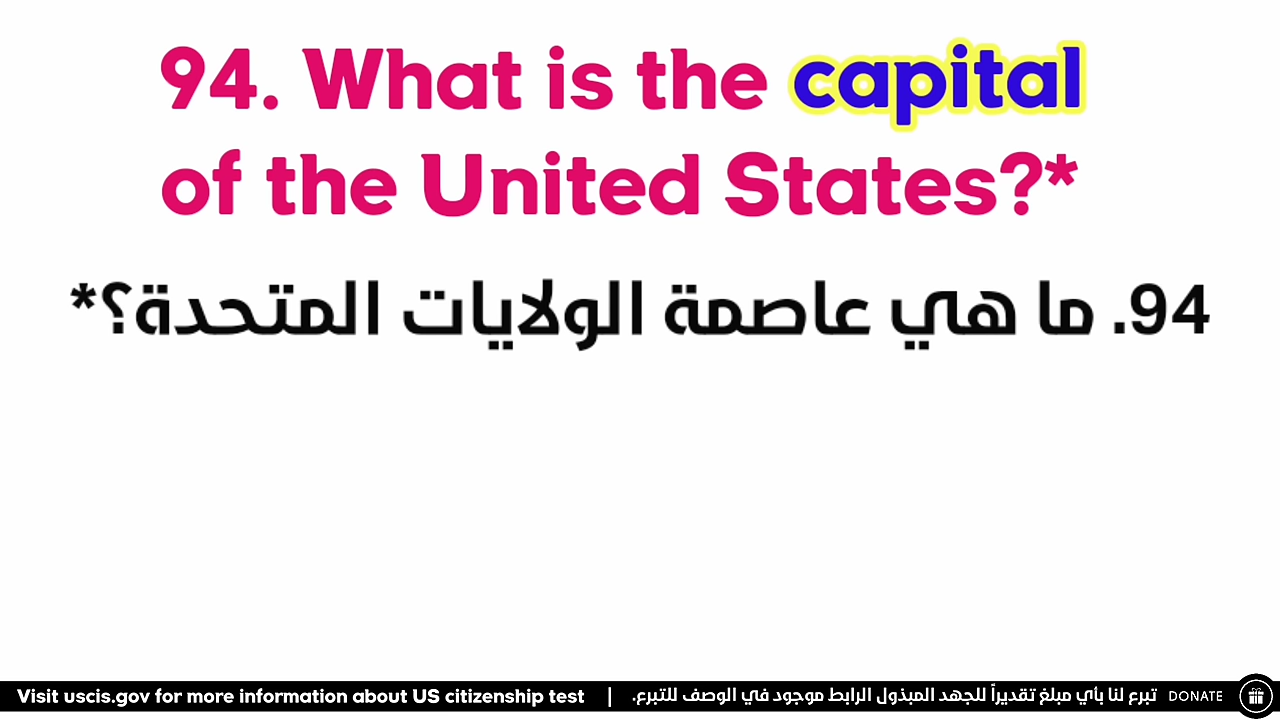 94. What is the capital
of the United States?*
94. ما هي عاصمة الولايات المتحدة؟*
Visit uscis.gov for more information about US citizenship test | تبرع لنا بأي مبلغ تقديراً للجهد المبذول الرابط موجود في الوصف للتبرع. DONATE